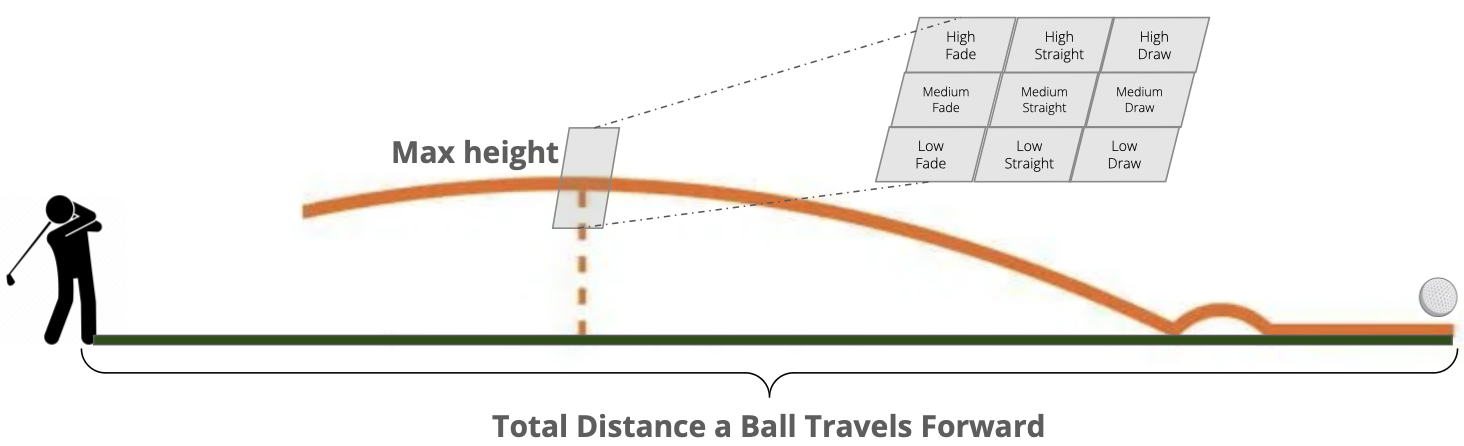 High
Fade
High
Straight
High
Draw
Medium
Fade
Medium
Straight
Medium
Draw
Low
Fade
Low
Straight
Low
Draw
Max height
Total Distance a Ball Travels Forward